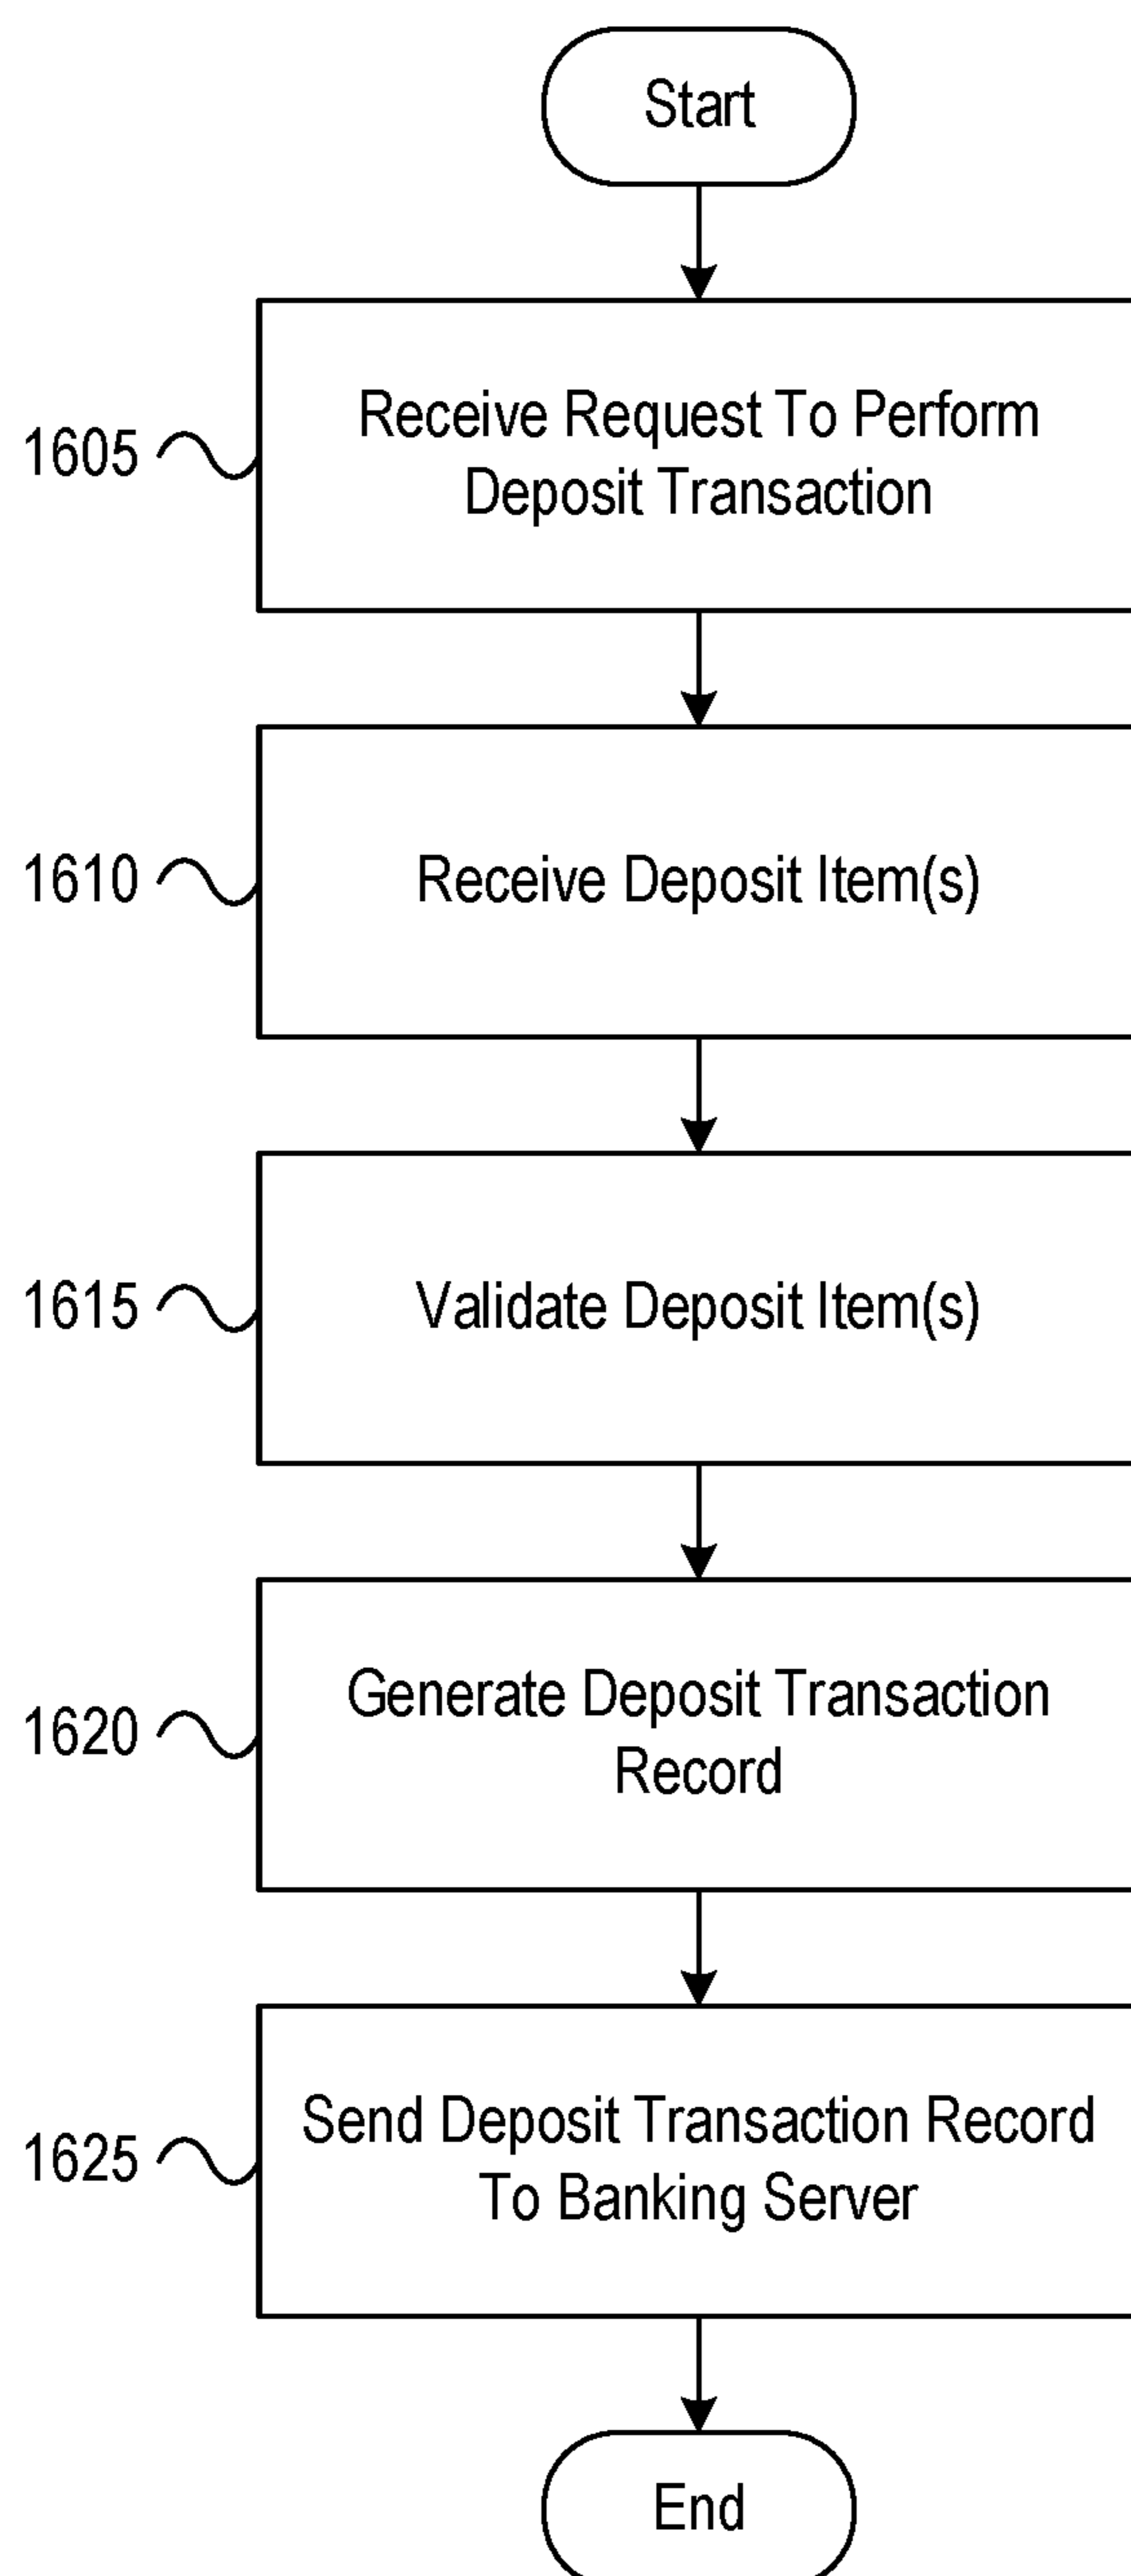 Start
1605
Receive Request To Perform
Deposit Transaction
1610
Receive Deposit Item(s)
1615
Validate Deposit Item(s)
1620
Generate Deposit Transaction
Record
1625
Send Deposit Transaction Record
To Banking Server
End